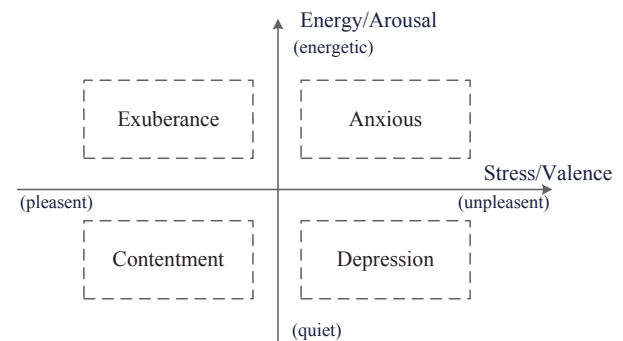 Energy/Arousal
(energetic)
Exuberance
Anxious
Stress/Valence
(pleasent)
(unpleasent)
Contentment
Depression
(quiet)